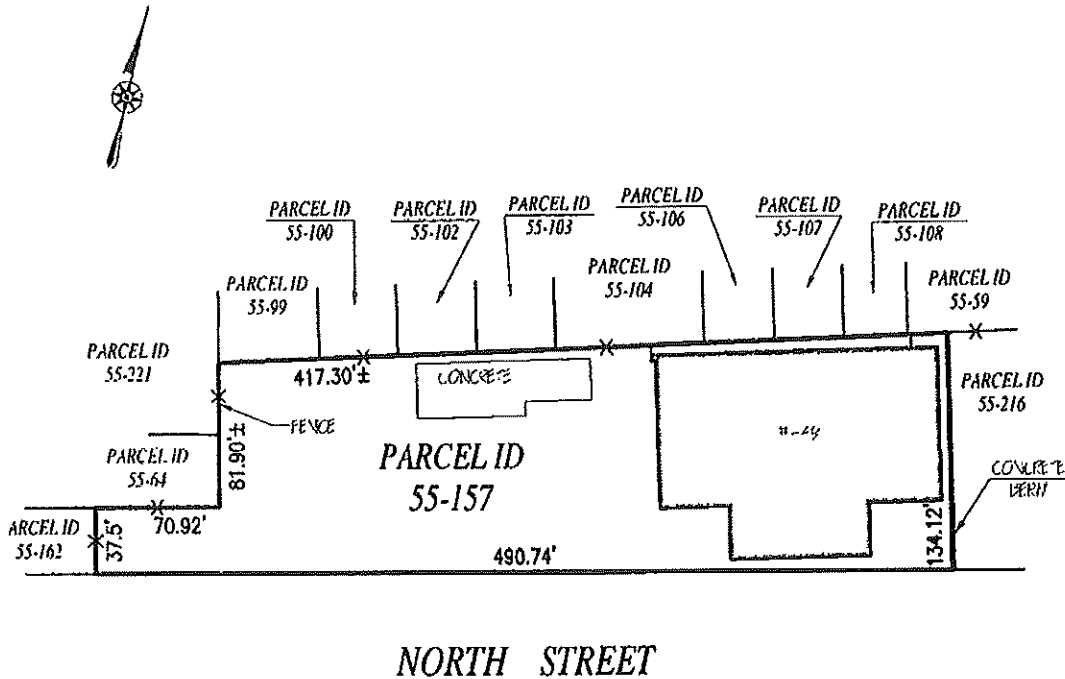 PARCEL ID
55-100
PARCEL ID
55-102
PARCEL ID
55-103
PARCEL ID
55-106
PARCEL ID
55-107
PARCEL ID
55-108
PARCEL ID
55-99
PARCEL ID
55-104
PARCEL ID
55-59
PARCEL ID
55-221
417.30'±
CONCRETE
PARCEL ID
55-216
FENCE
81.90'±
PARCEL ID
55-157
PARCEL ID
55-64
CONCRETE
ARCEL ID
55-162
37.5'
70.92'
490.74'
134.12'
NORTH STREET